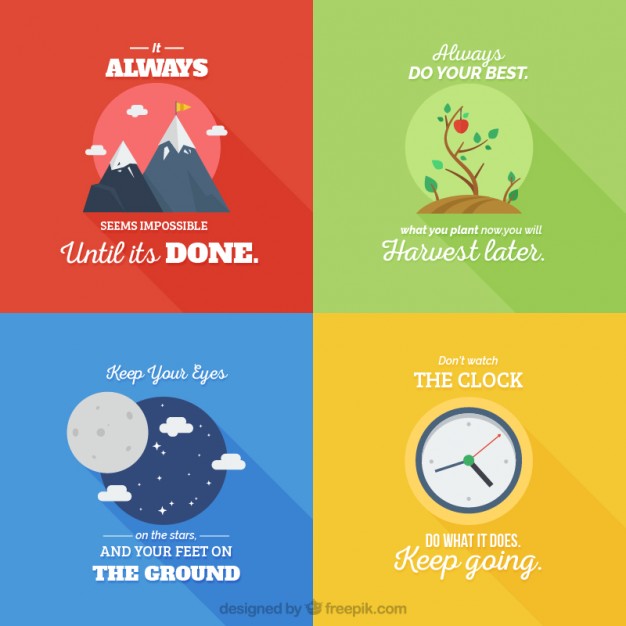 It
ALWAYS
SEEMS IMPOSSIBLE
Until its DONE.
Always
DO YOUR BEST.
what you plant now, you will
Harvest later.
Keep Your Eyes
on the stars,
AND YOUR FEET ON
THE GROUND
Don't watch
THE CLOCK
DO WHAT IT DOES.
Keep going.
designed by freepik.com